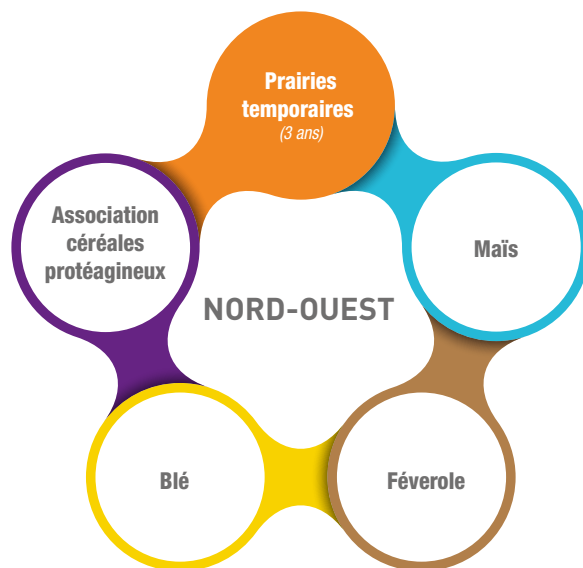 Prairies
temporaires
(3 ans)
Association
céréales
protéagineux
Maïs
NORD-OUEST
Blé
Féverole